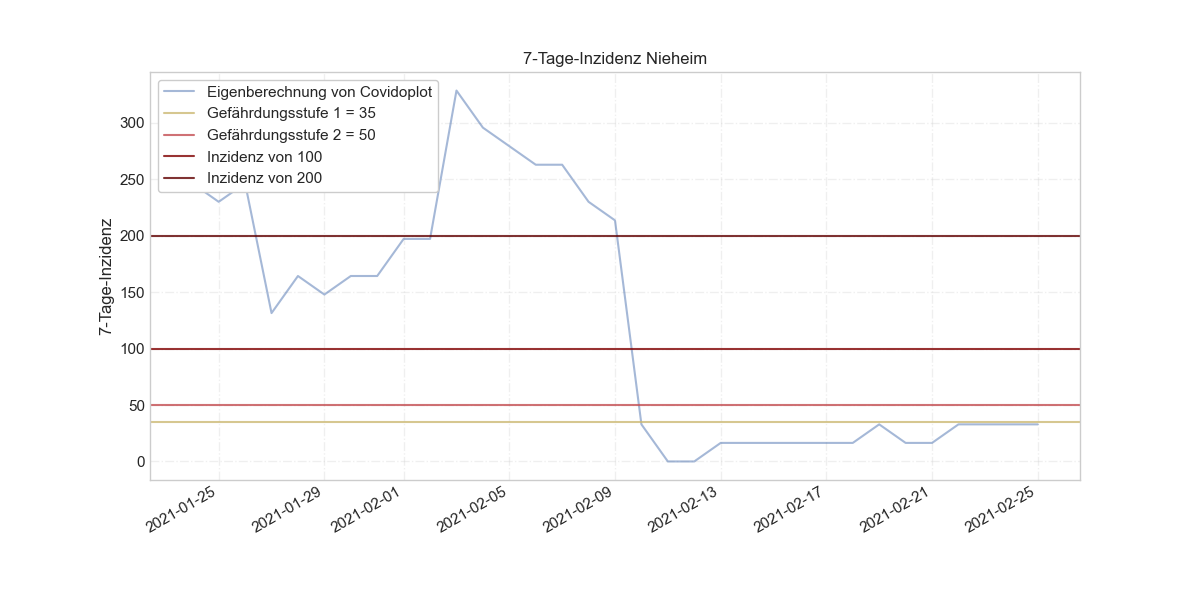 7-Tage-Inzidenz Nieheim
Eigenberechnung von Covidoplot
Gefährdungsstufe 1 = 35
Gefährdungsstufe 2 = 50
Inzidenz von 100
Inzidenz von 200
7-Tage-Inzidenz
300
250
200
150
100
50
0
2021-01-25
2021-01-29
2021-02-01
2021-02-05
2021-02-09
2021-02-13
2021-02-17
2021-02-21
2021-02-25